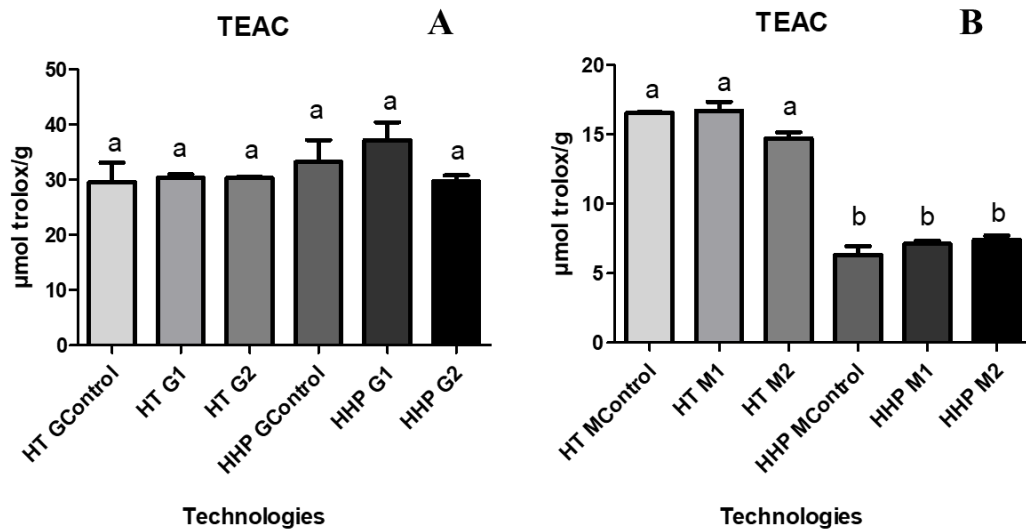 TEAC
A
50
40
30
20
10
0
µmol trolox/g
a
a
a
a
a
a
HT GControl
HT G1
HT G2
HHP GControl
HHP G1
HHP G2
Technologies
TEAC
B
20
15
10
5
0
µmol trolox/g
a
a
a
b
b
b
HT MControl
HT M1
HT M2
HHP MControl
HHP M1
HHP M2
Technologies